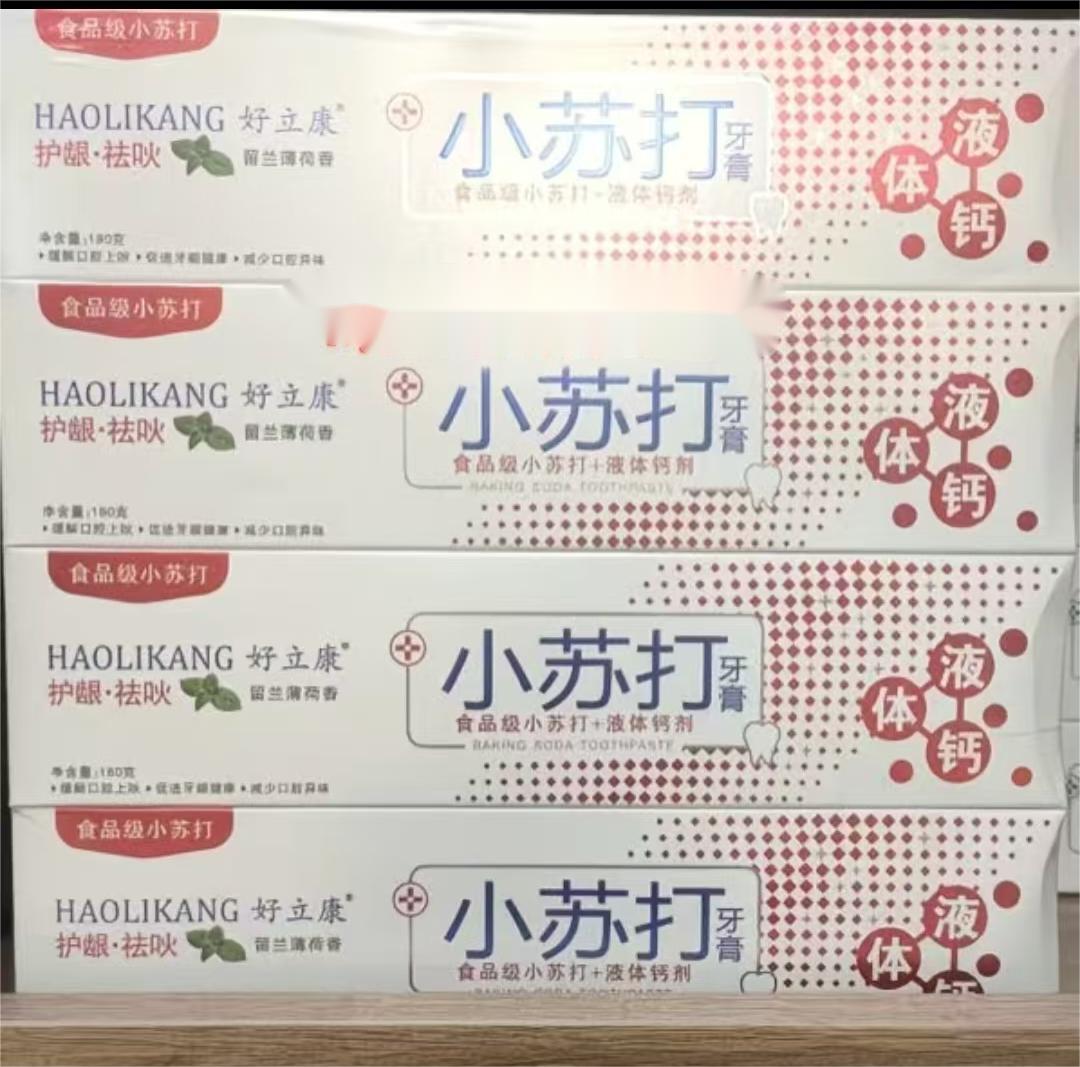 食品级小苏打
HAOLIKANG 好立康
护龈·祛吙 留兰薄荷香
小苏打牙膏
食品级小苏打+液体钙剂
液体钙
净含量:180克
食品级小苏打
HAOLIKANG 好立康
护龈·祛吙 留兰薄荷香
小苏打牙膏
食品级小苏打+液体钙剂
BAKING SODA TOOTHPASTE
液体钙
净含量:180克
食品级小苏打
HAOLIKANG 好立康
护龈·祛吙 留兰薄荷香
小苏打牙膏
食品级小苏打+液体钙剂
BAKING SODA TOOTHPASTE
液体钙
净含量:180克
食品级小苏打
HAOLIKANG 好立康
护龈·祛吙 留兰薄荷香
小苏打牙膏
食品级小苏打+液体钙剂
BAKING SODA TOOTHPASTE
液体钙